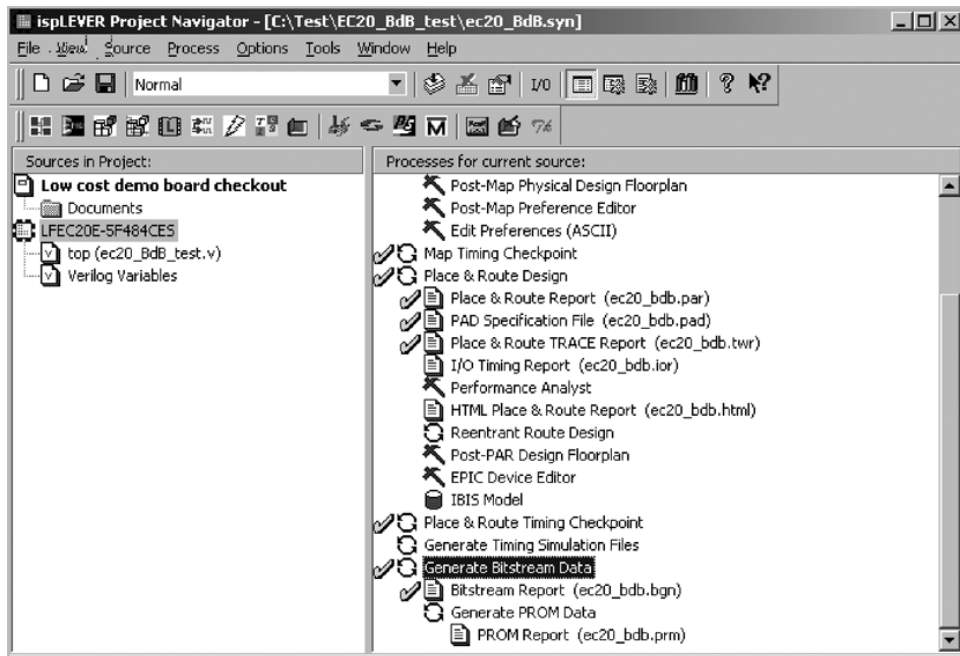 ispLEVER Project Navigator - [C:\Test\EC20_BdB_test\ec20_BdB.syn]
File View Source Process Options Tools Window Help
Normal
I/O
Sources in Project:
Low cost demo board checkout
Documents
LFEC20E-5F484CES
top (ec20_BdB_test.v)
Verilog Variables
Processes for current source:
Post-Map Physical Design Floorplan
Post-Map Preference Editor
Edit Preferences (ASCII)
Map Timing Checkpoint
Place & Route Design
Place & Route Report (ec20_bdb.par)
PAD Specification File (ec20_bdb.pad)
Place & Route TRACE Report (ec20_bdb.twr)
I/O Timing Report (ec20_bdb.ior)
Performance Analyst
HTML Place & Route Report (ec20_bdb.html)
Reentrant Route Design
Post-PAR Design Floorplan
EPIC Device Editor
IBIS Model
Place & Route Timing Checkpoint
Generate Timing Simulation Files
Generate Bitstream Data
Bitstream Report (ec20_bdb.bgn)
Generate PROM Data
PROM Report (ec20_bdb.prm)